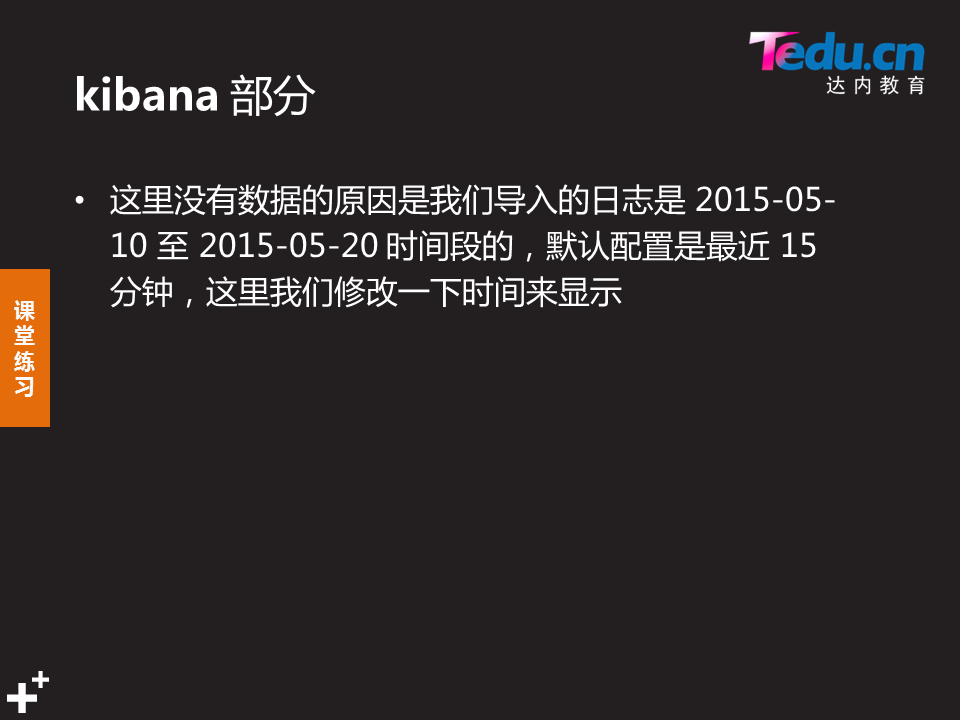 Tedu.cn
达内教育
kibana 部分
• 这里没有数据的原因是我们导入的日志是 2015-05-
10 至 2015-05-20 时间段的，默认配置是最近 15
分钟，这里我们修改一下时间来显示
课
堂
练
习